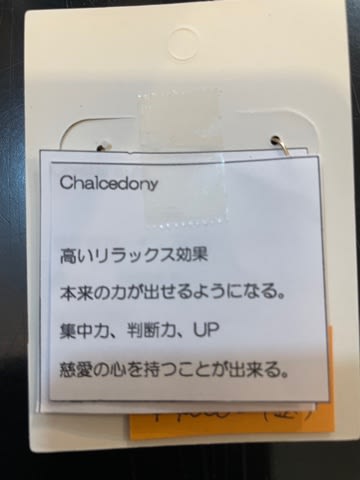 Chalcedony
高いリラックス効果
本来の力が出せるようになる。
集中力、判断力、UP
慈愛の心を持つことが出来る。